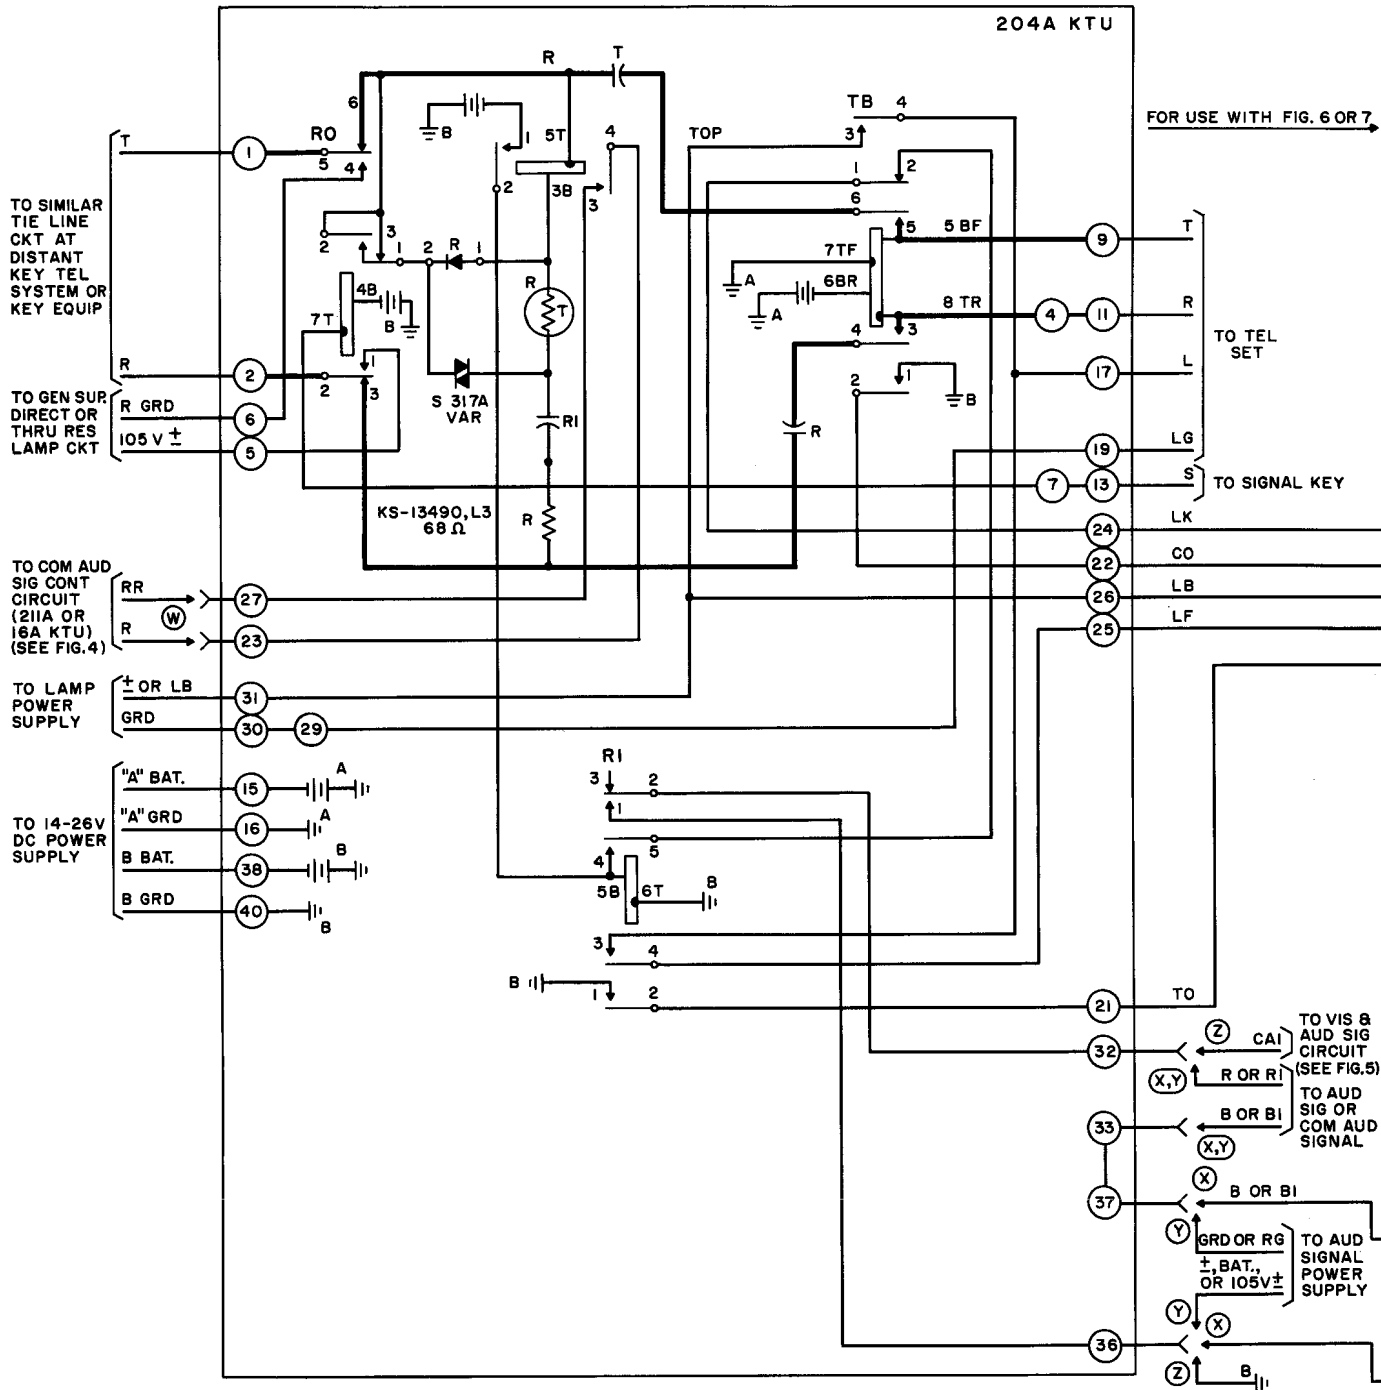 204A KTU
FOR USE WITH FIG. 6 OR 7
TO SIMILAR
TIE LINE
CKT AT
DISTANT
KEY TEL
SYSTEM OR
KEY EQUIP
T
1
R
2
TO GEN SUP.
DIRECT OR
THRU RES
LAMP CKT
R GRD
6
105 V ±
5
RO
5
6
4
2
3
1
2
R
1
7T
4B
B
2
1
3
R
T
B
1
2
5T
3B
4
3
R
T
S 317A
VAR
R1
KS-13490, L3
68 Ω
R
TOP
TB
4
3
1
2
6
5
5 BF
7TF
A
6BR
A
8 TR
4
3
2
1
B
R
9
T
4
11
R
17
L
19
LG
TO TEL
SET
7
13
S
TO SIGNAL KEY
24
LK
22
CO
26
LB
25
LF
TO COM AUD
SIG CONT
CIRCUIT
(211A OR
16A KTU)
(SEE FIG. 4)
RR
W
R
27
23
TO LAMP
POWER
SUPPLY
± OR LB
31
GRD
30
29
TO 14-26V
DC POWER
SUPPLY
"A" BAT.
15
A
"A" GRD
16
A
B BAT.
38
B
B GRD
40
B
R1
3
2
1
5
4
5B
6T
B
3
4
B
1
2
21
TO
32
Z
CA1
TO VIS &
AUD SIG
CIRCUIT
(SEE FIG. 5)
X,Y
R OR R1
33
B OR B1
X,Y
TO AUD
SIG OR
COM AUD
SIGNAL
37
X
B OR B1
Y
GRD OR RG
±, BAT.,
OR 105V ±
TO AUD
SIGNAL
POWER
SUPPLY
Y
X
36
Z
B